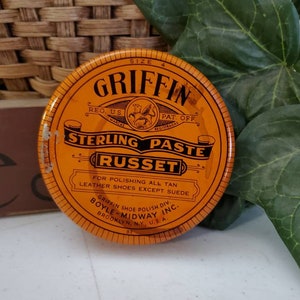 SIZE 4
GRIFFIN
REG. U.S. PAT. OFF.
STERLING PASTE
RUSSET
FOR POLISHING ALL TAN
LEATHER SHOES EXCEPT SUEDE
GRIFFIN SHOE POLISH DIV.
BOYLE-MIDWAY INC.
BROOKLYN, N.Y., U.S.A.